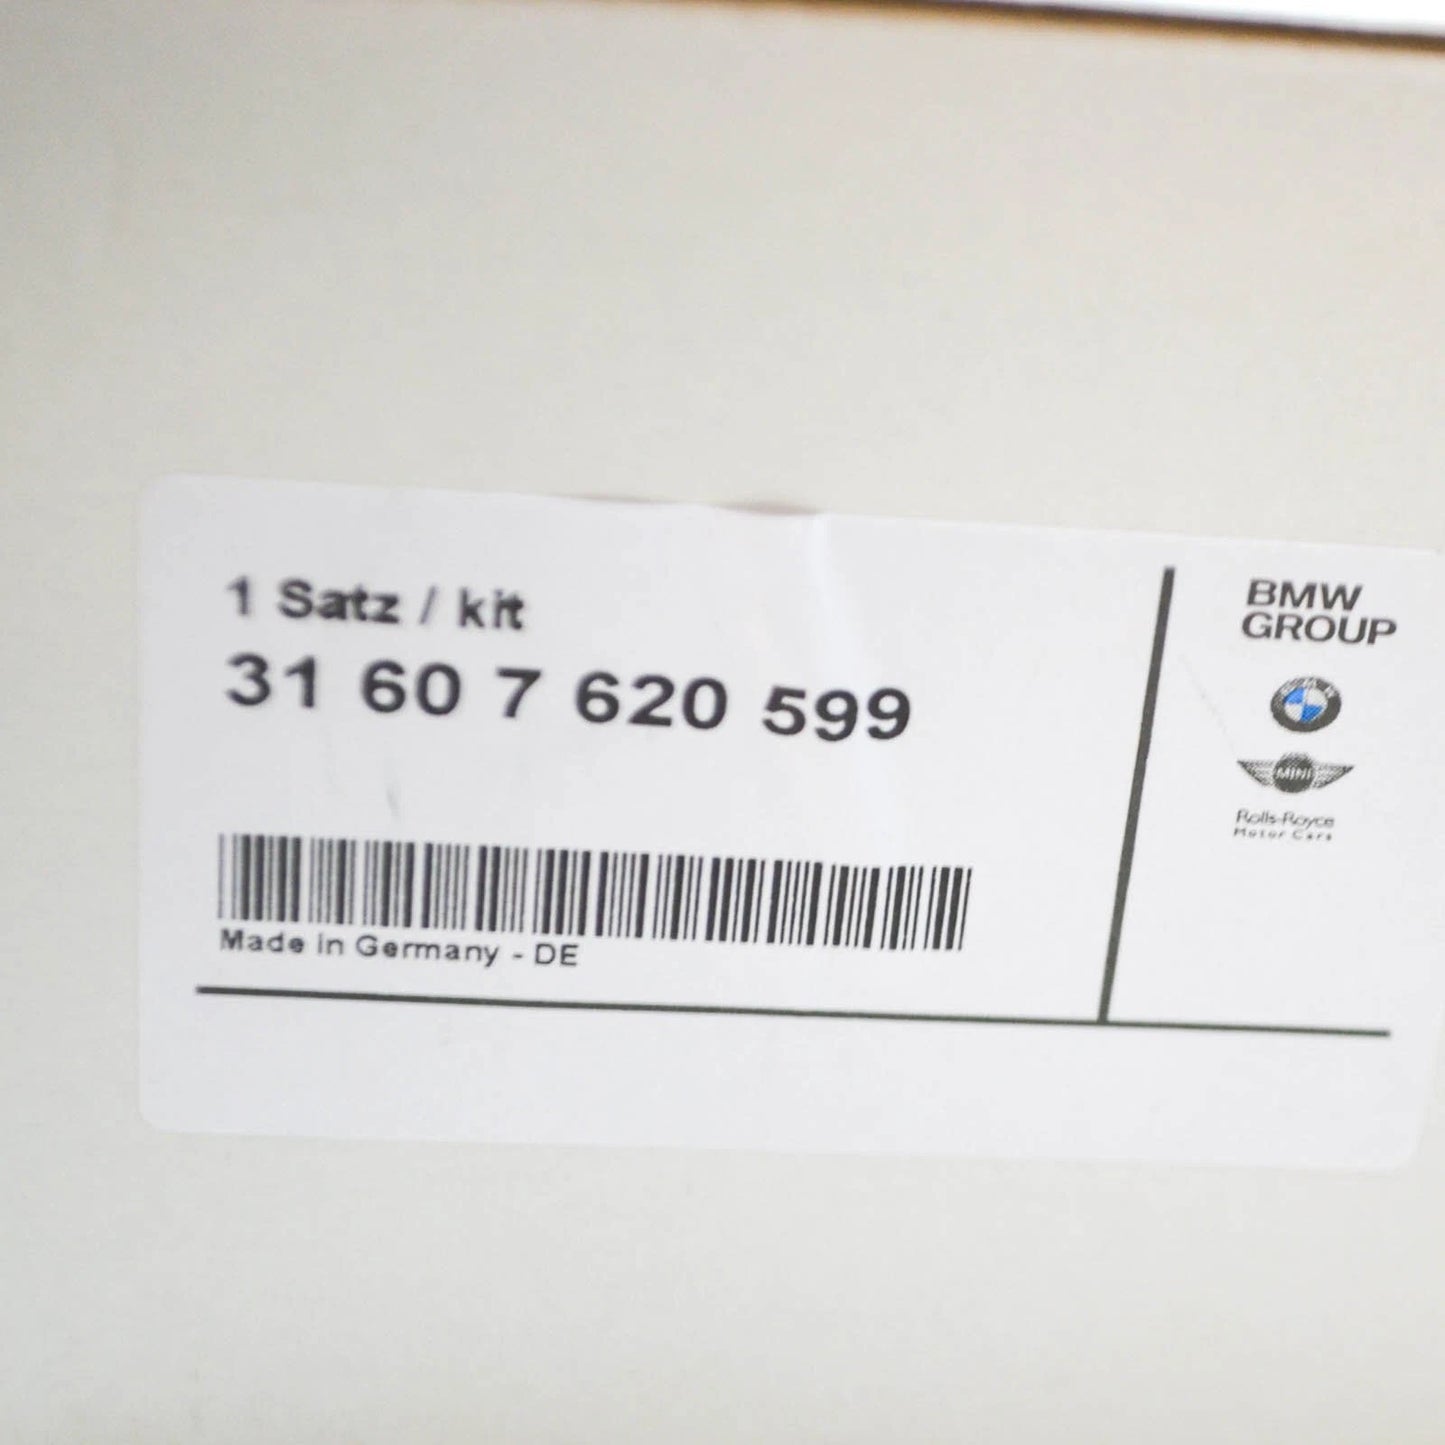 1 Satz / kit
31 60 7 620 599
Made in Germany - DE
BMW
GROUP
MINI
Rolls-Royce
Motor Cars